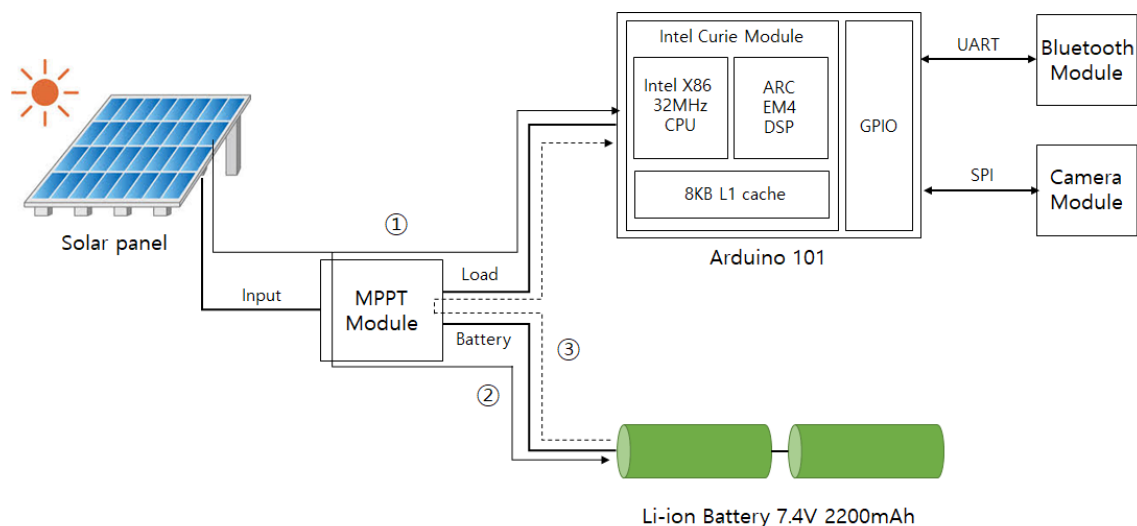 Solar panel
Input
①
MPPT
Module
Load
Battery
②
③
Intel Curie Module
Intel X86
32MHz
CPU
ARC
EM4
DSP
8KB L1 cache
GPIO
Arduino 101
UART
Bluetooth
Module
SPI
Camera
Module
Li-ion Battery 7.4V 2200mAh